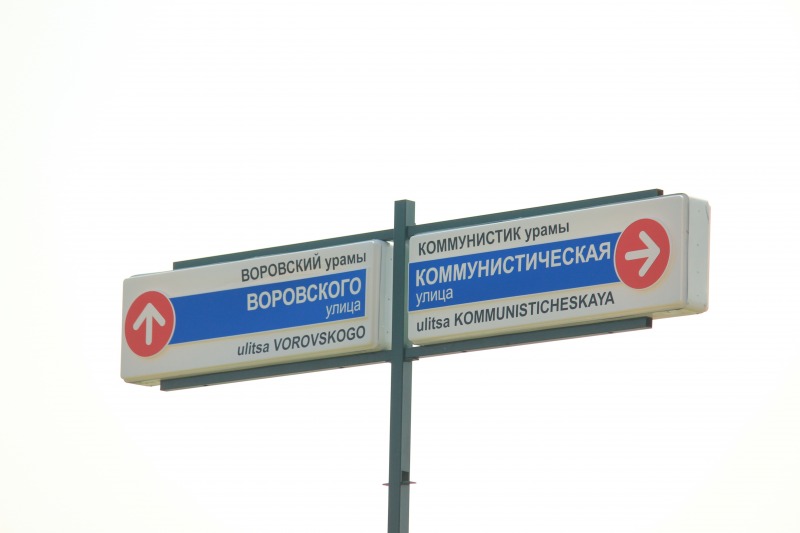 ВОРОВСКИЙ урамы
ВОРОВСКОГО
улица
ulitsa VOROVSKOGO
КОММУНИСТИК урамы
КОММУНИСТИЧЕСКАЯ
улица
ulitsa KOMMUNISTICHESKAYA